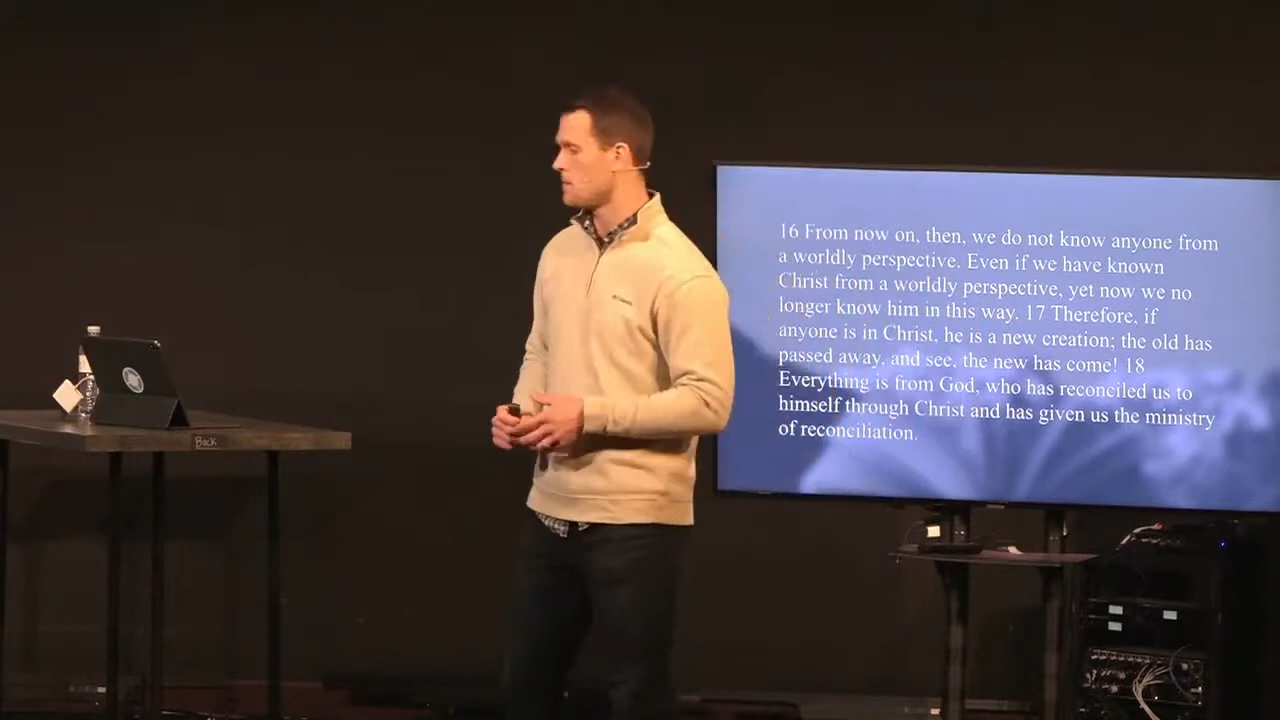 16 From now on, then, we do not know anyone from
a worldly perspective. Even if we have known
Christ from a worldly perspective, yet now we no
longer know him in this way. 17 Therefore, if
anyone is in Christ, he is a new creation; the old has
passed away, and see, the new has come! 18
Everything is from God, who has reconciled us to
himself through Christ and has given us the ministry
of reconciliation.
Back